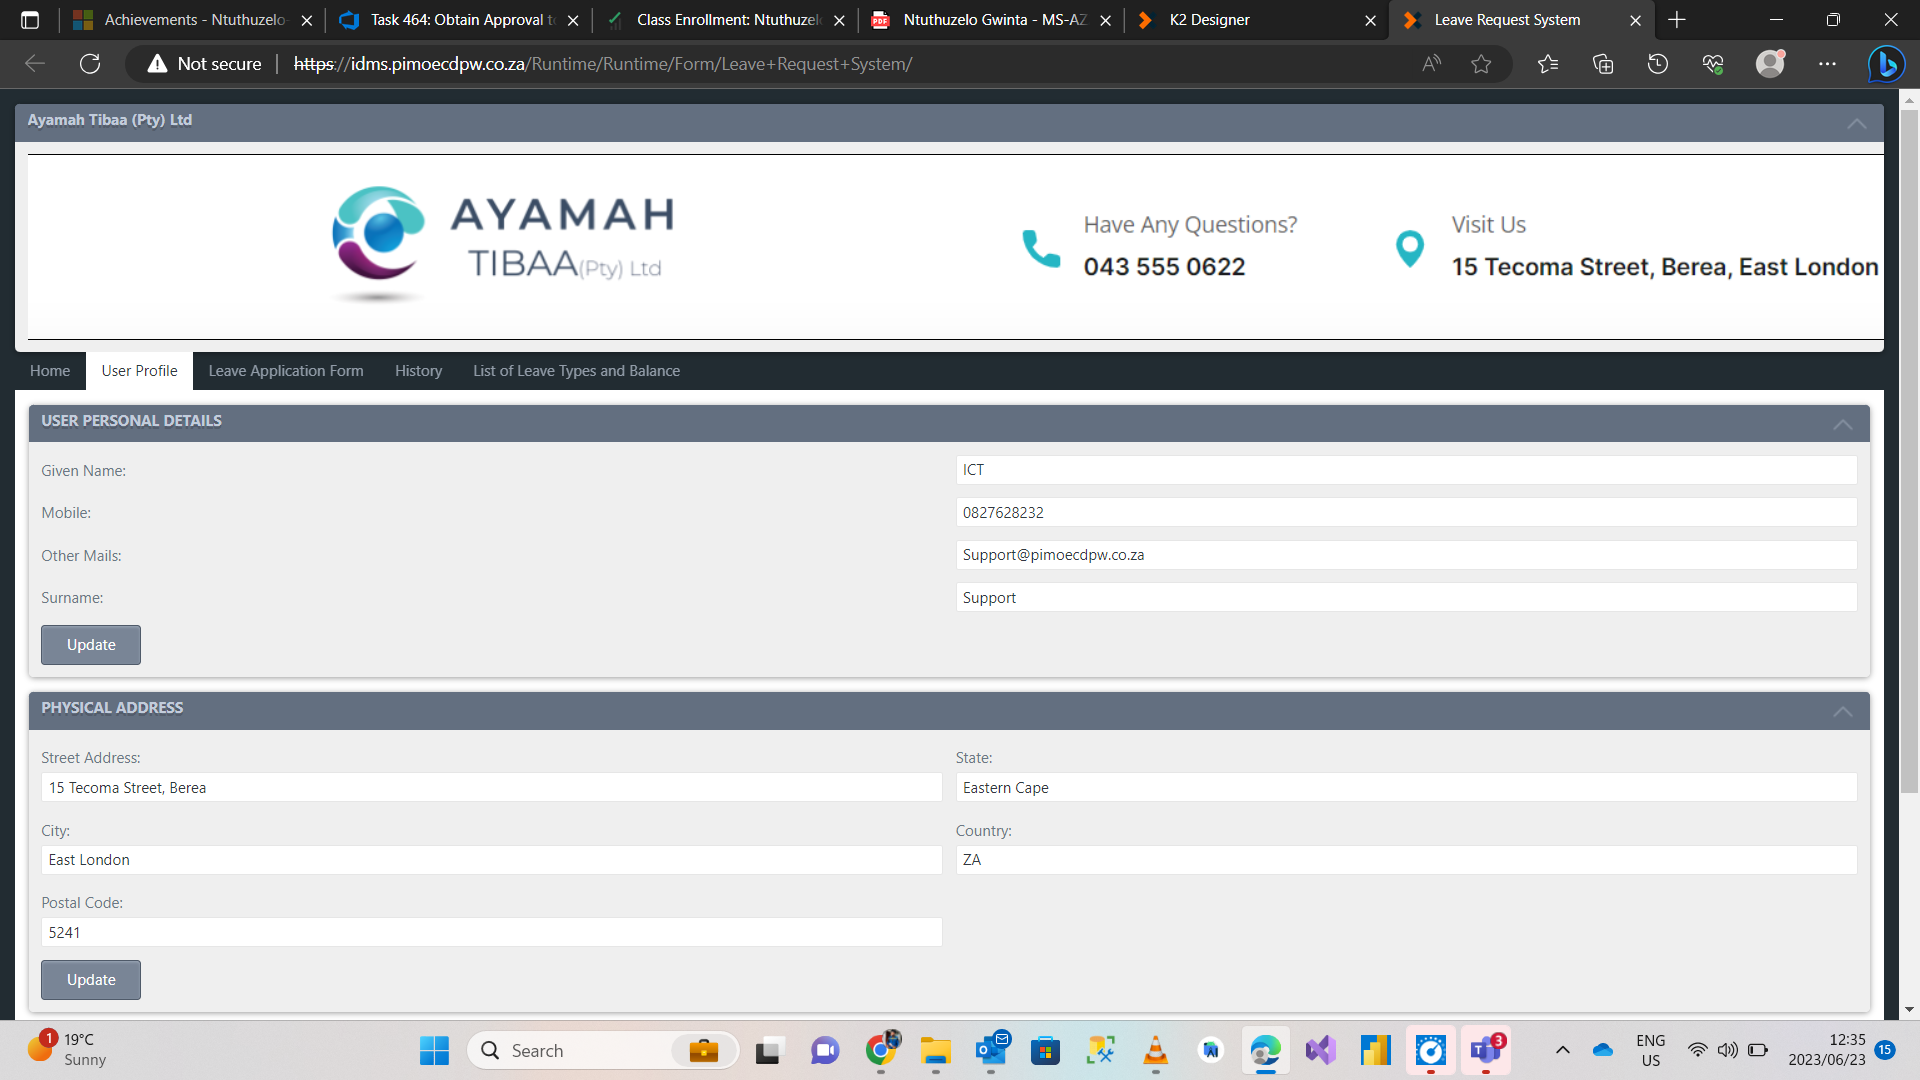 Achievements - Ntuthuzelo-
Task 464: Obtain Approval to
Class Enrollment: Ntuthuzelo
Ntuthuzelo Gwinta - MS-AZ
K2 Designer
Leave Request System
Not secure
https://idms.pimoecdpw.co.za/Runtime/Runtime/Form/Leave+Request+System/
Ayamah Tibaa (Pty) Ltd
AYAMAH
TIBAA(Pty) Ltd
Have Any Questions?
043 555 0622
Visit Us
15 Tecoma Street, Berea, East London
Home
User Profile
Leave Application Form
History
List of Leave Types and Balance
USER PERSONAL DETAILS
Given Name:
ICT
Mobile:
0827628232
Other Mails:
Support@pimoecdpw.co.za
Surname:
Support
Update
PHYSICAL ADDRESS
Street Address:
State:
15 Tecoma Street, Berea
Eastern Cape
City:
Country:
East London
ZA
Postal Code:
5241
Update
1
19°C
Sunny
Search
3
ENG
US
12:35
2023/06/23
15